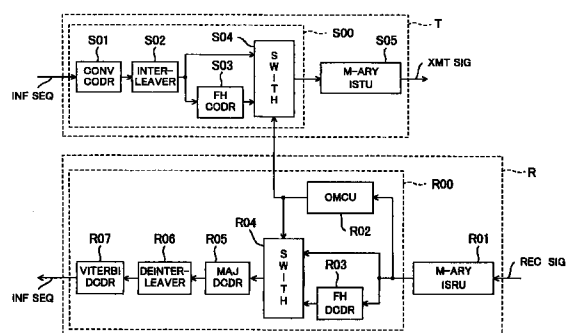 T
S00
S01
S02
S04
S03
S05
CONV
CODR
INTER-
LEAVER
FH
CODR
SWITH
M-ARY
ISTU
INF SEQ
XMT SIG
R
R00
OMCU
R02
R04
R03
R01
R07
R06
R05
VITERBI
DCDR
DEINTER-
LEAVER
MAJ
DCDR
SWITH
FH
DCDR
M-ARY
ISRU
INF SEQ
REC SIG